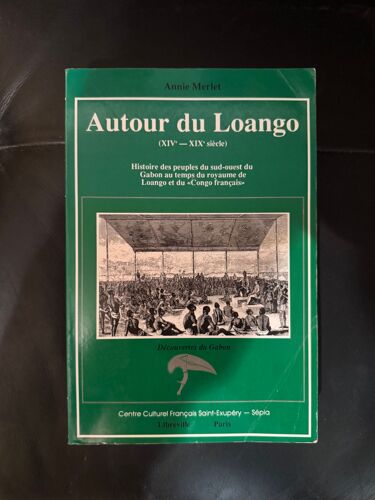 Annie Merlet
Autour du Loango
(XIVe — XIXe siècle)
Histoire des peuples du sud-ouest du
Gabon au temps du royaume de
Loango et du «Congo français»
Découvertes du Gabon
Centre Culturel Français Saint-Exupéry — Sépia
Libreville Paris